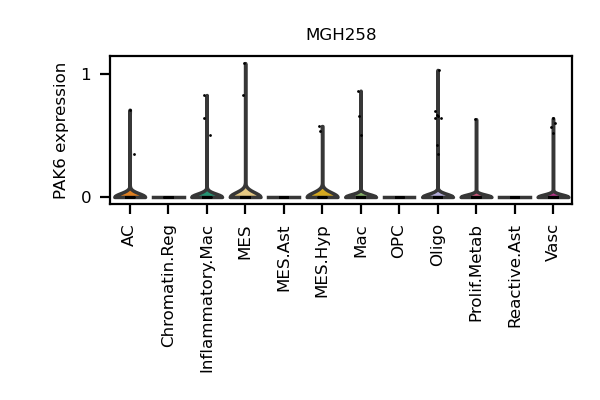 MGH258
PAK6 expression
1
0
AC
Chromatin.Reg
Inflammatory.Mac
MES
MES.Ast
MES.Hyp
Mac
OPC
Oligo
Prolif.Metab
Reactive.Ast
Vasc